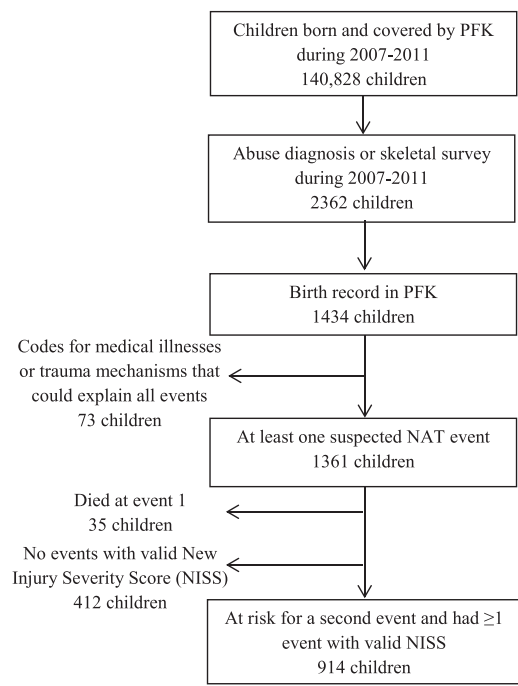 Children born and covered by PFK
during 2007-2011
140,828 children
Abuse diagnosis or skeletal survey
during 2007-2011
2362 children
Birth record in PFK
1434 children
Codes for medical illnesses
or trauma mechanisms that
could explain all events
73 children
At least one suspected NAT event
1361 children
Died at event 1
35 children
No events with valid New
Injury Severity Score (NISS)
412 children
At risk for a second event and had ≥1
event with valid NISS
914 children